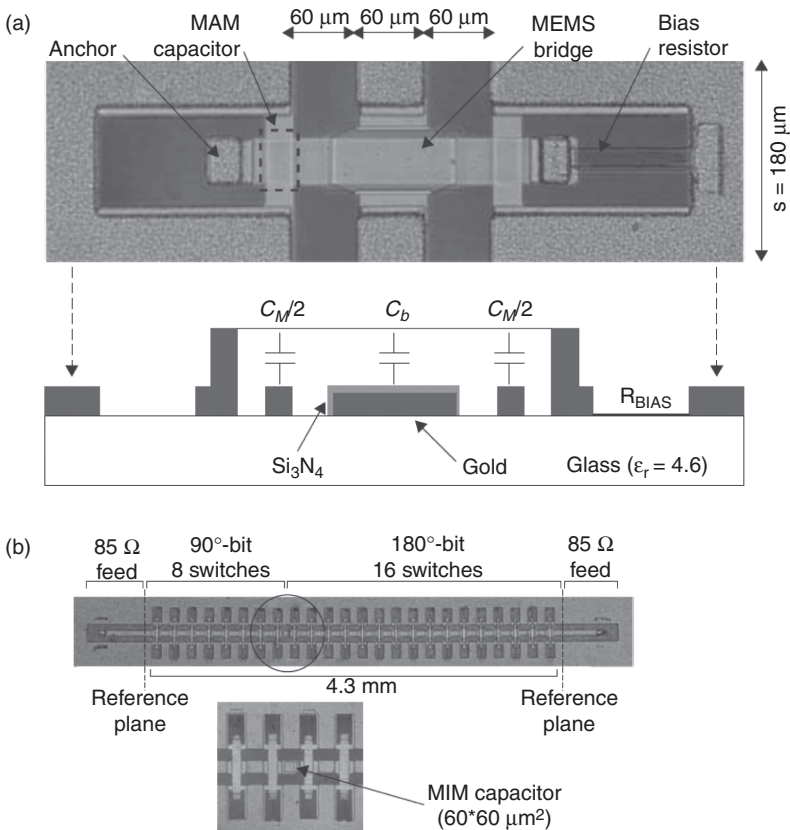 (a)
60 μm 60 μm 60 μm
MAM
capacitor
MEMS
bridge
Bias
resistor
Anchor
s = 180 μm
C_M/2
C_b
C_M/2
R_BIAS
Si₃N₄
Gold
Glass (ε_r = 4.6)
(b)
85 Ω
feed
90°-bit
8 switches
180°-bit
16 switches
85 Ω
feed
4.3 mm
Reference
plane
Reference
plane
MIM capacitor
(60*60 μm²)